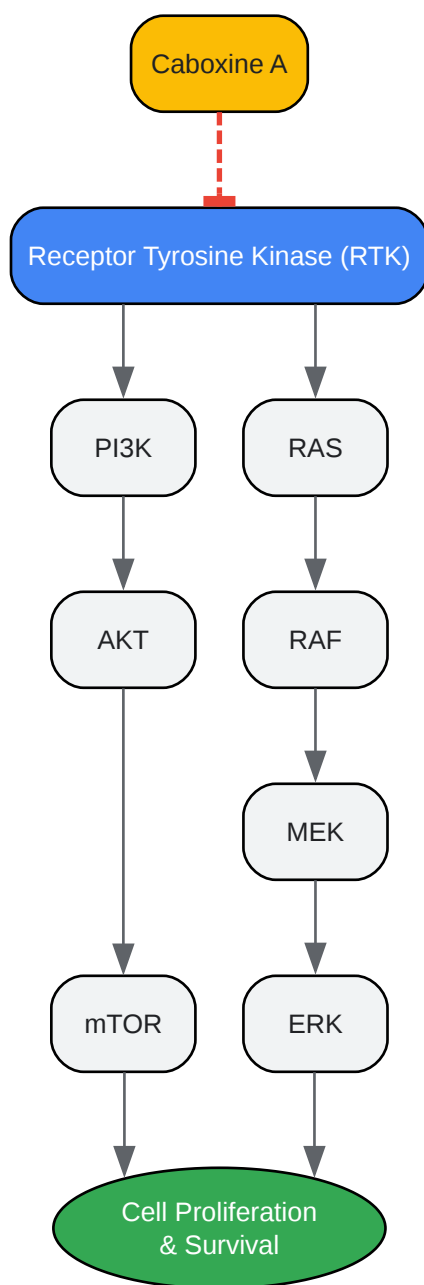 Caboxine A
Receptor Tyrosine Kinase (RTK)
PI3K
RAS
AKT
RAF
MEK
mTOR
ERK
Cell Proliferation
& Survival